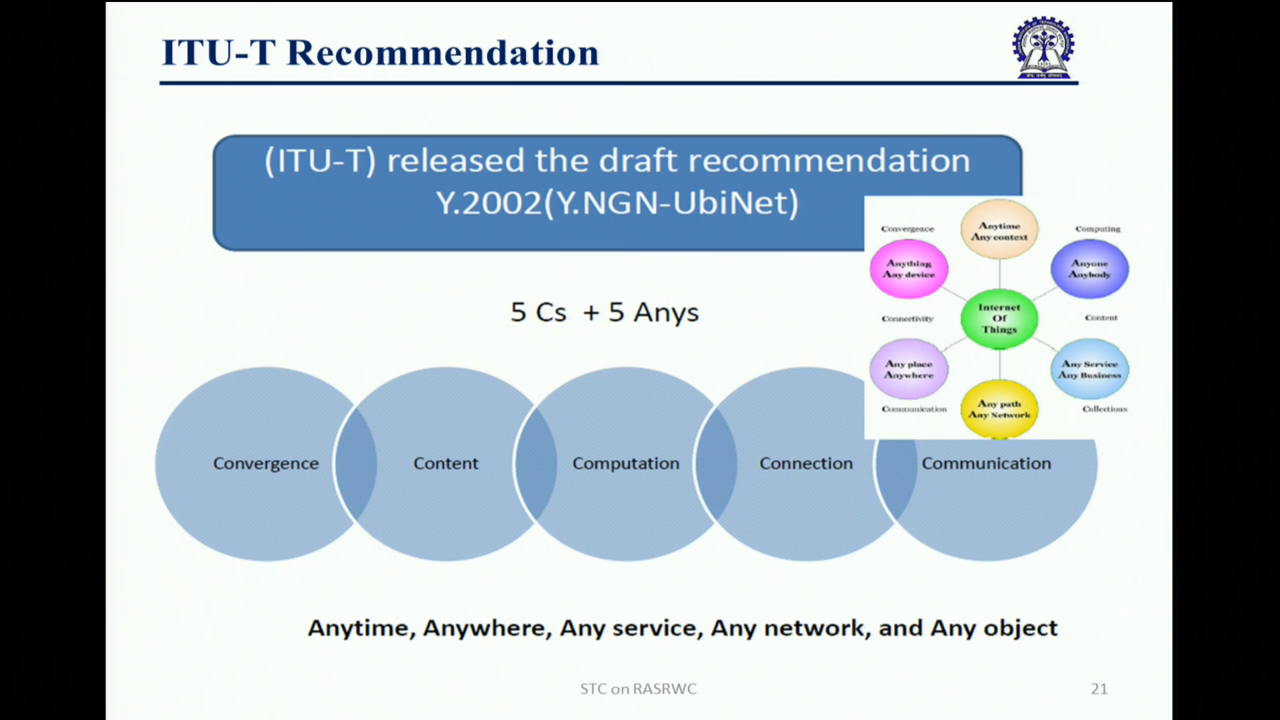 ITU-T Recommendation
(ITU-T) released the draft recommendation
Y.2002(Y.NGN-UbiNet)
5 Cs + 5 Anys
Convergence
Anytime
Any context
Computing
Anything
Any device
Anyone
Anybody
Connectivity
Internet
Of
Things
Content
Any place
Anywhere
Any Service
Any Business
Communication
Any path
Any Network
Collections
Convergence
Content
Computation
Connection
Communication
Anytime, Anywhere, Any service, Any network, and Any object
STC on RASRWC
21